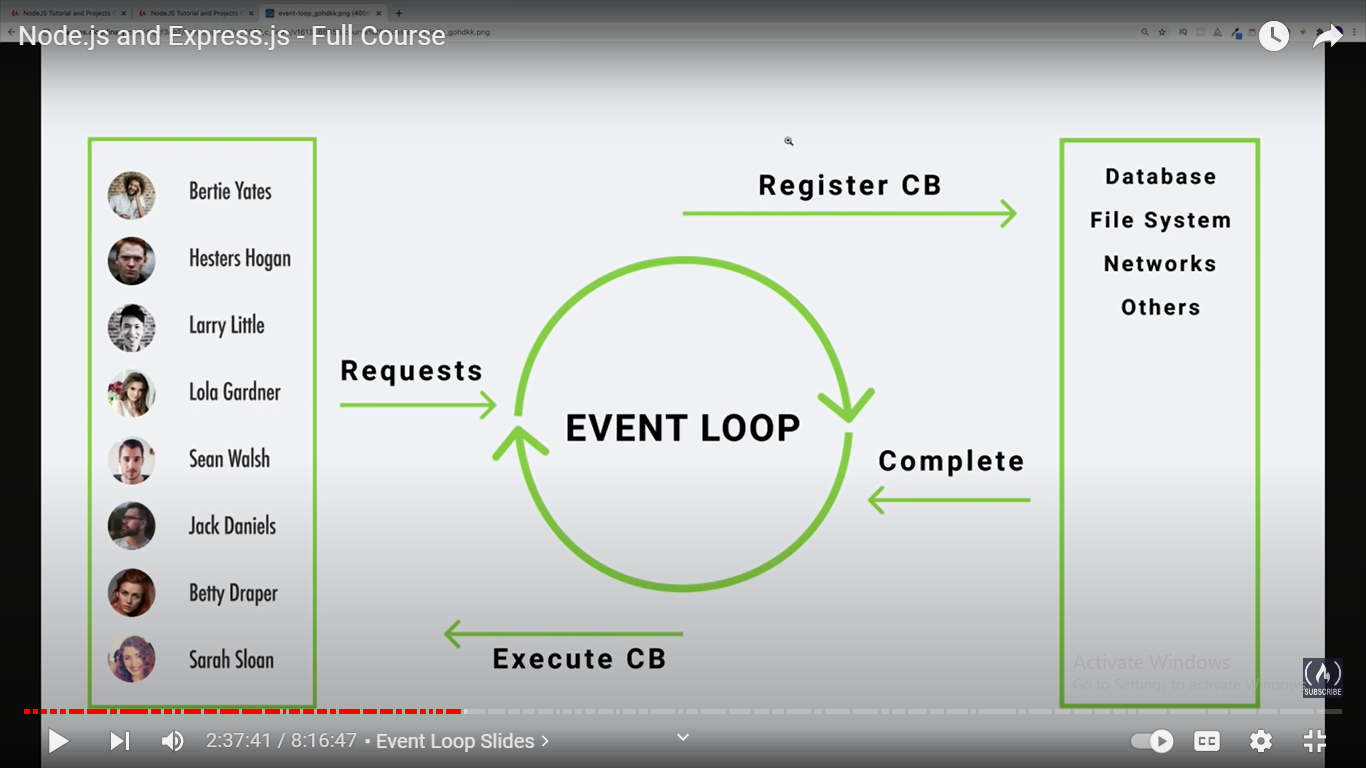 NodeJS Tutorial and Projects C
NodeJS Tutorial and Projects C
event-loop_gohdkk.png (4000
Node.js and Express.js - Full Course
_gohdkk.png
Bertie Yates
Hesters Hogan
Larry Little
Lola Gardner
Sean Walsh
Jack Daniels
Betty Draper
Sarah Sloan
Requests
Register CB
EVENT LOOP
Complete
Execute CB
Database
File System
Networks
Others
Activate Windows
Go to Settings to activate Windows
SUBSCRIBE
2:37:41 / 8:16:47 • Event Loop Slides
CC